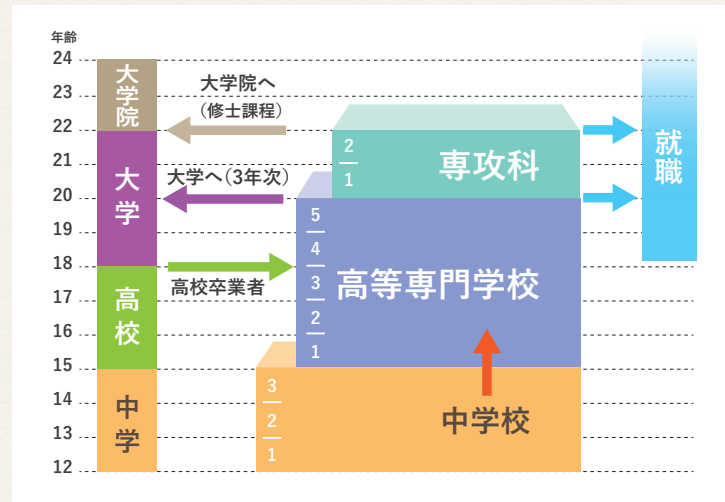 年齢
24
23
22
21
20
19
18
17
16
15
14
13
12
大学院
大学
高校
中学
大学院へ
（修士課程）
大学へ（3年次）
高校卒業者
2
1
専攻科
5
4
3
2
1
高等専門学校
3
2
1
中学校
就職